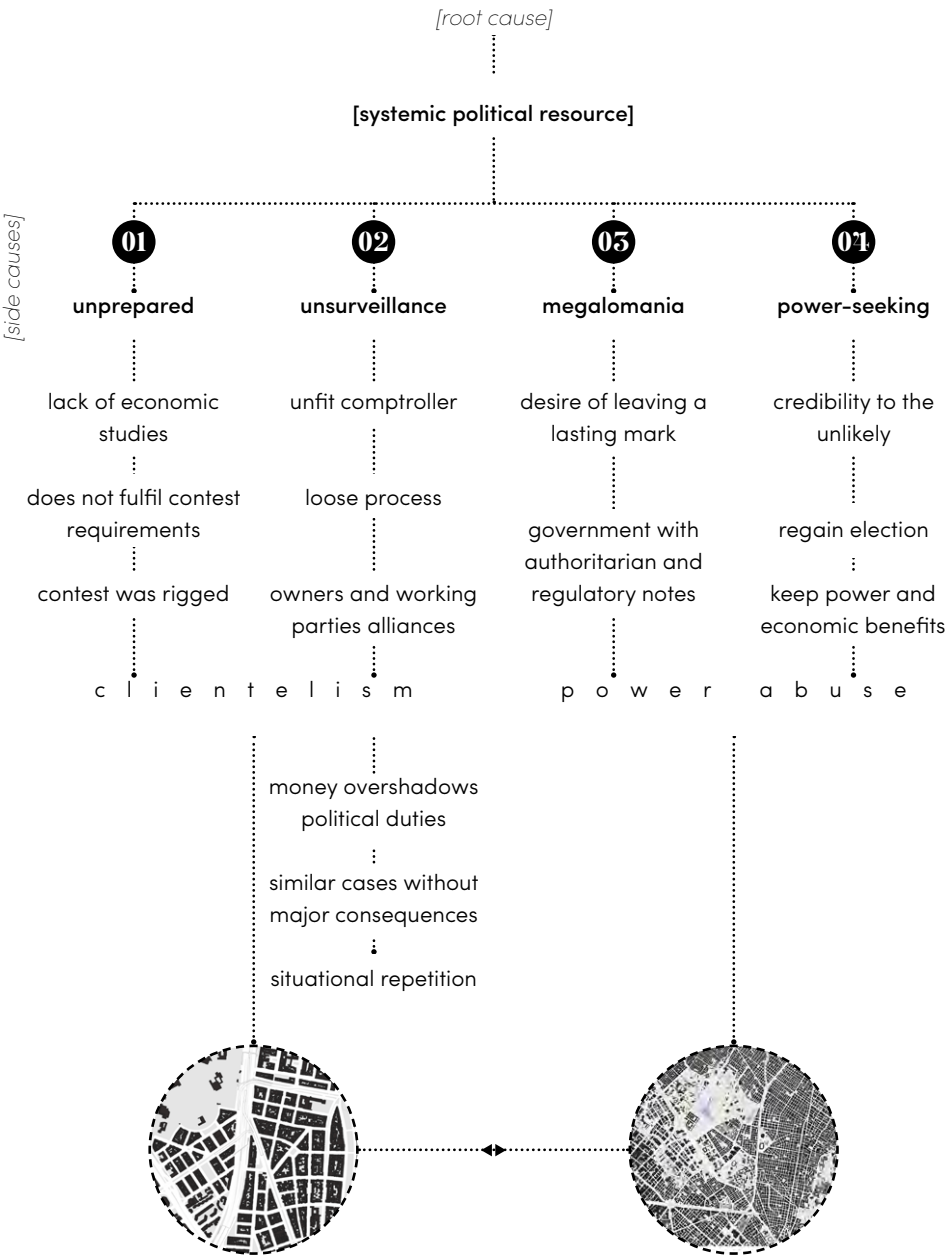 [root cause]
[systemic political resource]
[side causes]
01
unprepared
lack of economic
studies
does not fulfil contest
requirements
contest was rigged
02
unsurveillance
unfit comptroller
loose process
owners and working
parties alliances
03
megalomania
desire of leaving a
lasting mark
government with
authoritarian and
regulatory notes
04
power-seeking
credibility to the
unlikely
regain election
keep power and
economic benefits
clientelism
power abuse
money overshadows
political duties
similar cases without
major consequences
situational repetition